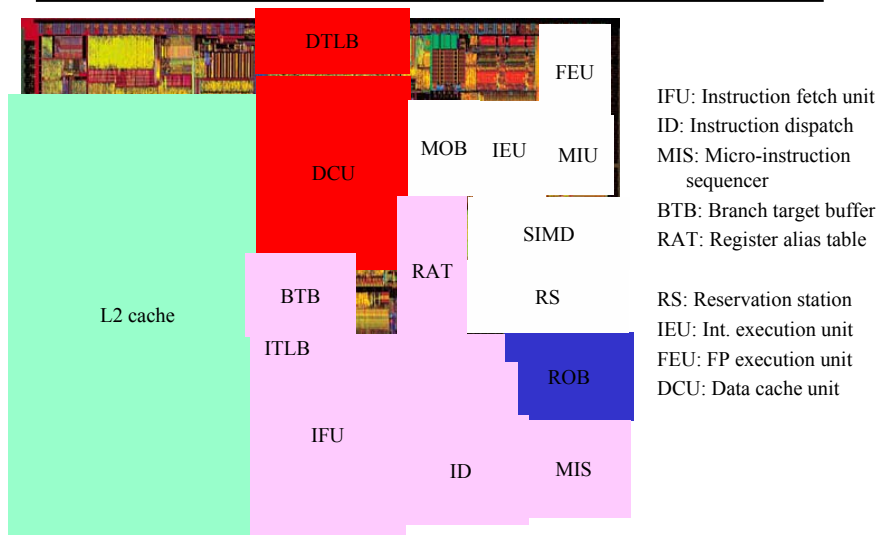 DTLB
FEU
MOB
IEU
MIU
DCU
SIMD
RAT
RS
BTB
L2 cache
ITLB
ROB
IFU
ID
MIS
IFU: Instruction fetch unit
ID: Instruction dispatch
MIS: Micro-instruction
sequencer
BTB: Branch target buffer
RAT: Register alias table
RS: Reservation station
IEU: Int. execution unit
FEU: FP execution unit
DCU: Data cache unit